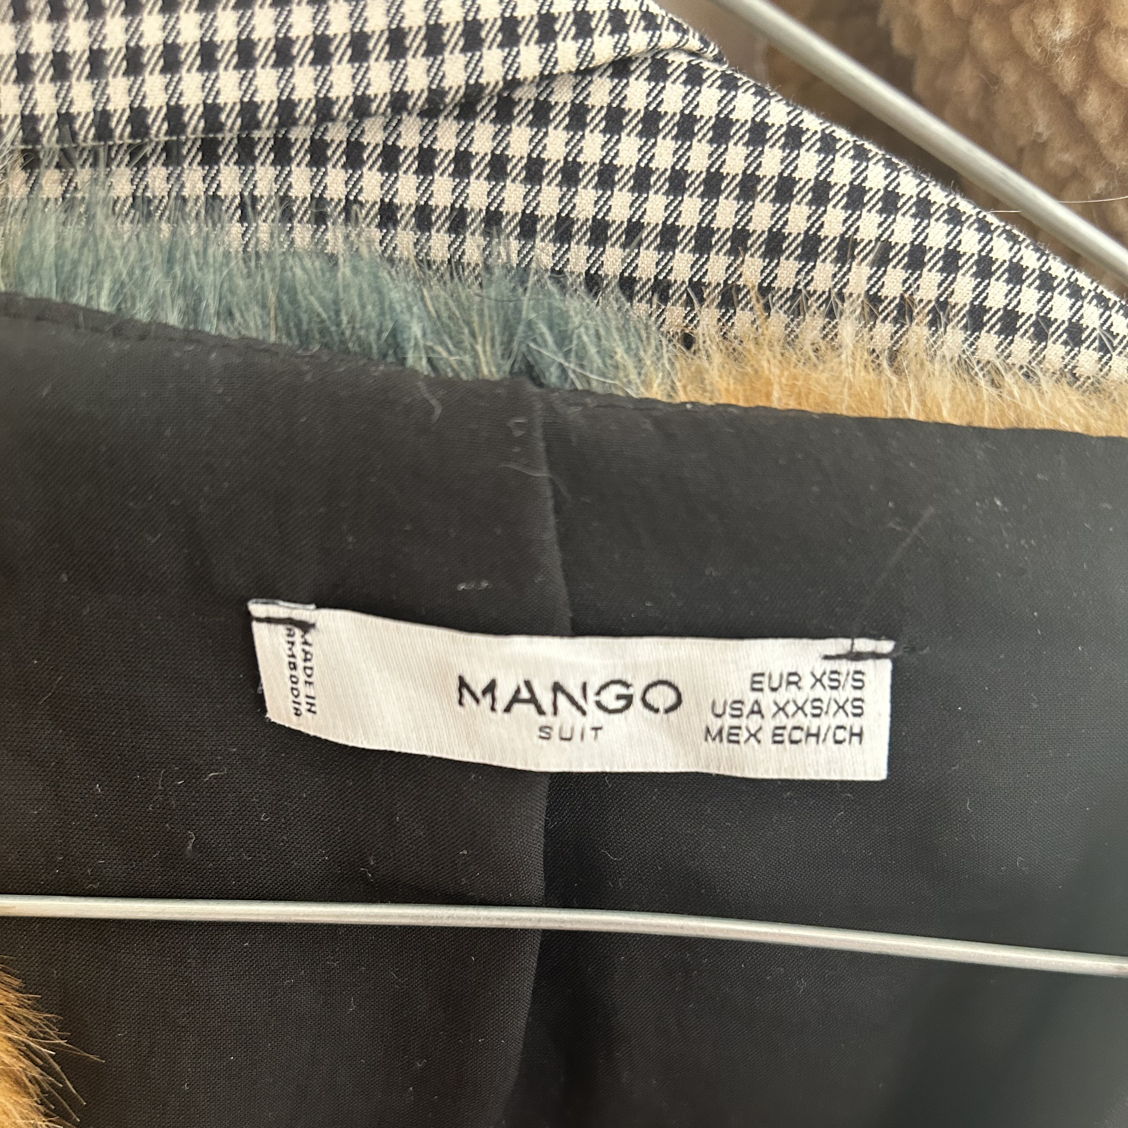 MADE IN
CAMBODIA
MANGO
SUIT
EUR XS/S
USA XXS/XS
MEX ECH/CH